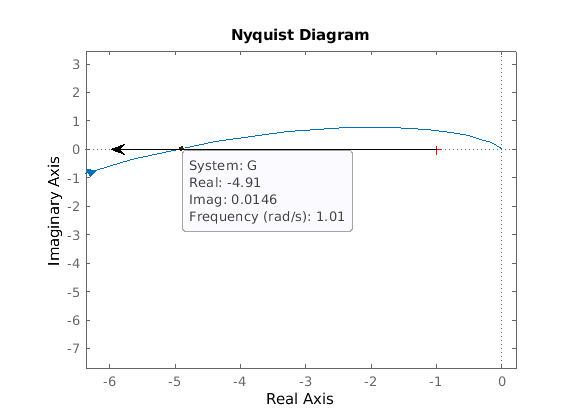 Nyquist Diagram
3
2
1
0
-1
-2
-3
-4
-5
-6
-7
Imaginary Axis
System: G
Real: -4.91
Imag: 0.0146
Frequency (rad/s): 1.01
-6 -5 -4 -3 -2 -1 0
Real Axis